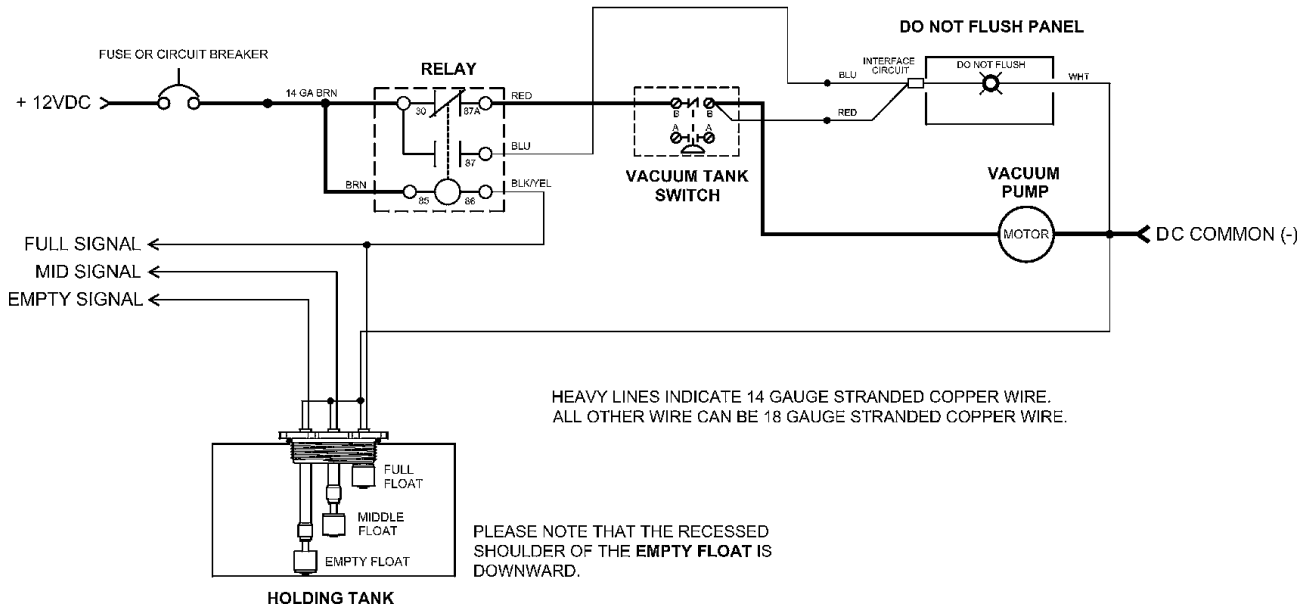 DO NOT FLUSH PANEL
FUSE OR CIRCUIT BREAKER
RELAY
INTERFACE
CIRCUIT
DO NOT FLUSH
BLU
WHT
+ 12VDC
14 GA BRN
30
87A
RED
B
B
RED
A
A
87
BLU
BRN
85
86
BLK/YEL
VACUUM TANK
SWITCH
VACUUM
PUMP
MOTOR
DC COMMON (-)
FULL SIGNAL
MID SIGNAL
EMPTY SIGNAL
HEAVY LINES INDICATE 14 GAUGE STRANDED COPPER WIRE.
ALL OTHER WIRE CAN BE 18 GAUGE STRANDED COPPER WIRE.
FULL
FLOAT
MIDDLE
FLOAT
EMPTY FLOAT
PLEASE NOTE THAT THE RECESSED
SHOULDER OF THE EMPTY FLOAT IS
DOWNWARD.
HOLDING TANK